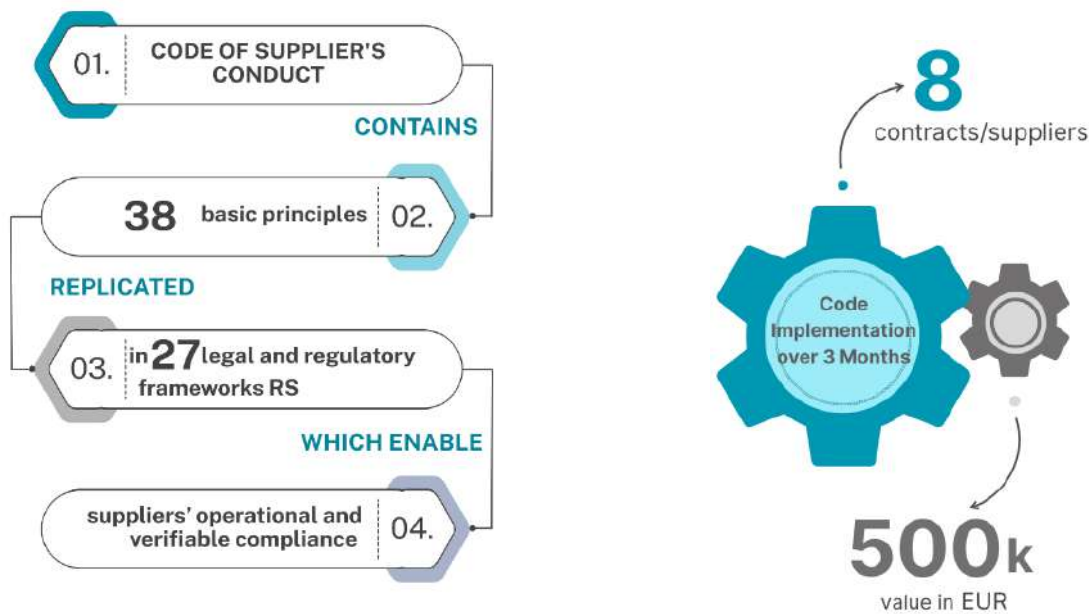 01.
CODE OF SUPPLIER'S
CONDUCT
CONTAINS
38 basic principles
02.
REPLICATED
03.
in 27 legal and regulatory
frameworks RS
WHICH ENABLE
suppliers' operational and
verifiable compliance
04.
8
contracts/suppliers
Code
Implementation
over 3 Months
500k
value in EUR